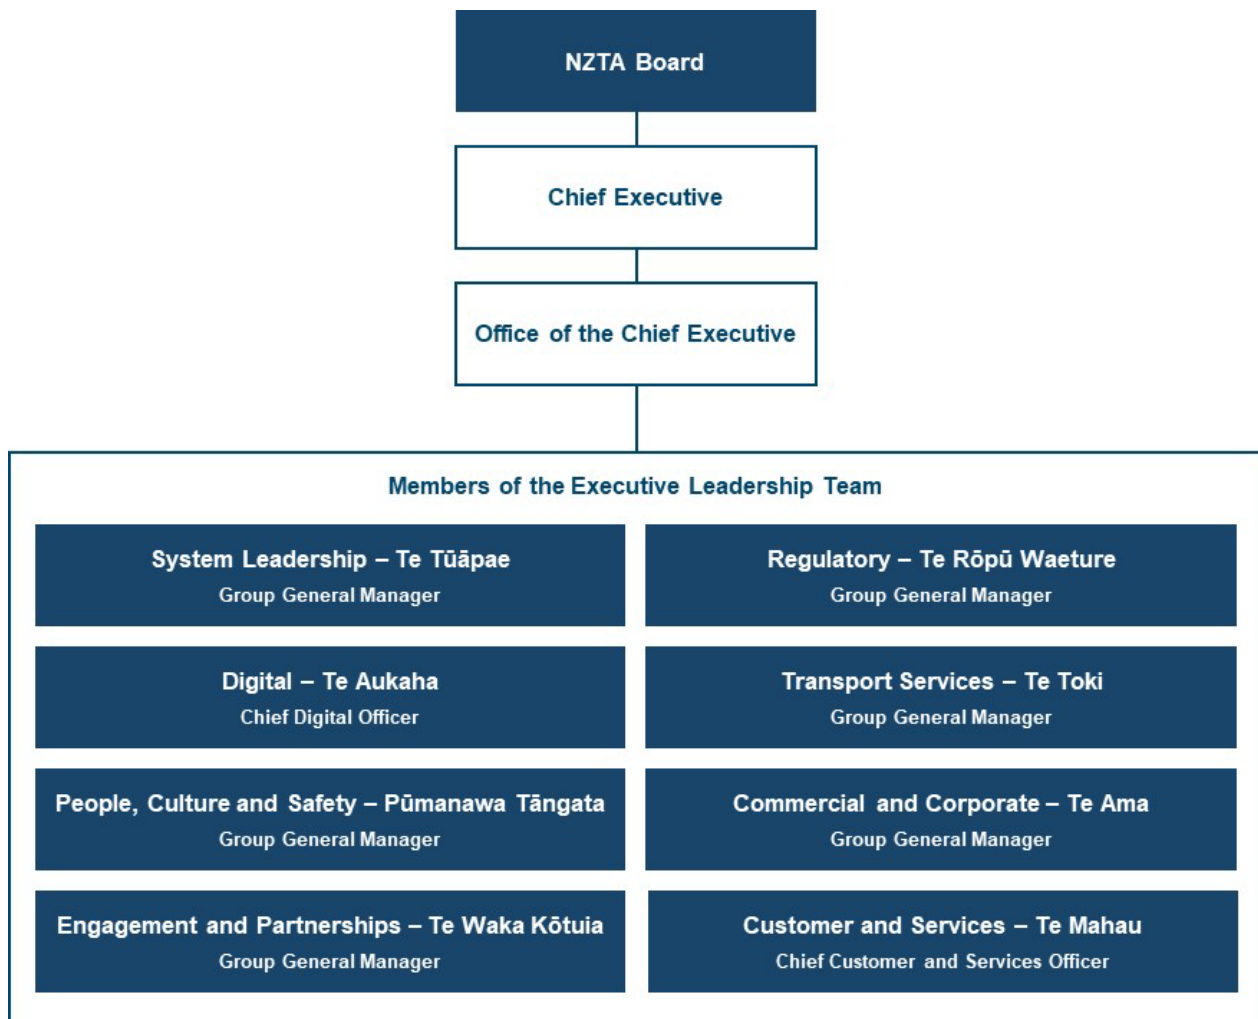 NZTA Board
Chief Executive
Office of the Chief Executive
Members of the Executive Leadership Team
System Leadership – Te Tūāpae
Group General Manager
Regulatory – Te Rōpū Waeture
Group General Manager
Digital – Te Aukaha
Chief Digital Officer
Transport Services – Te Toki
Group General Manager
People, Culture and Safety – Pūmanawa Tāngata
Group General Manager
Commercial and Corporate – Te Ama
Group General Manager
Engagement and Partnerships – Te Waka Kōtuia
Group General Manager
Customer and Services – Te Mahau
Chief Customer and Services Officer